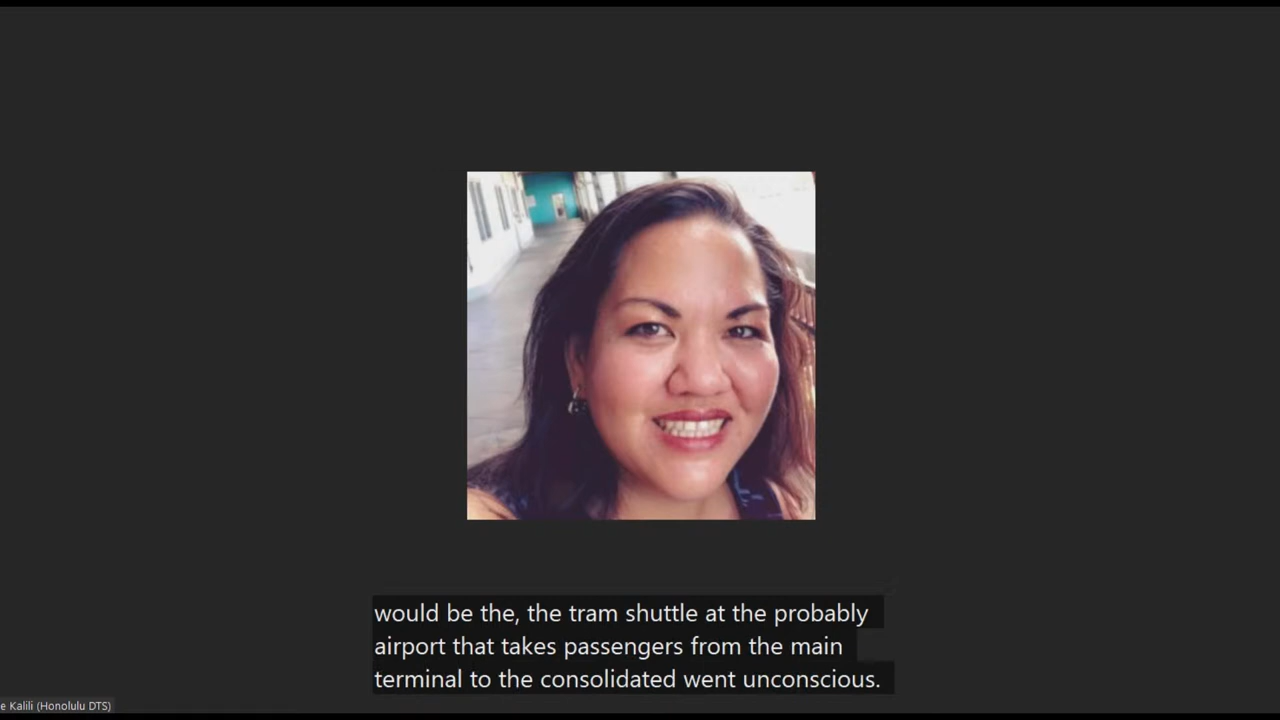 would be the, the tram shuttle at the probably
airport that takes passengers from the main
terminal to the consolidated went unconscious.
e Kalili (Honolulu DTS)